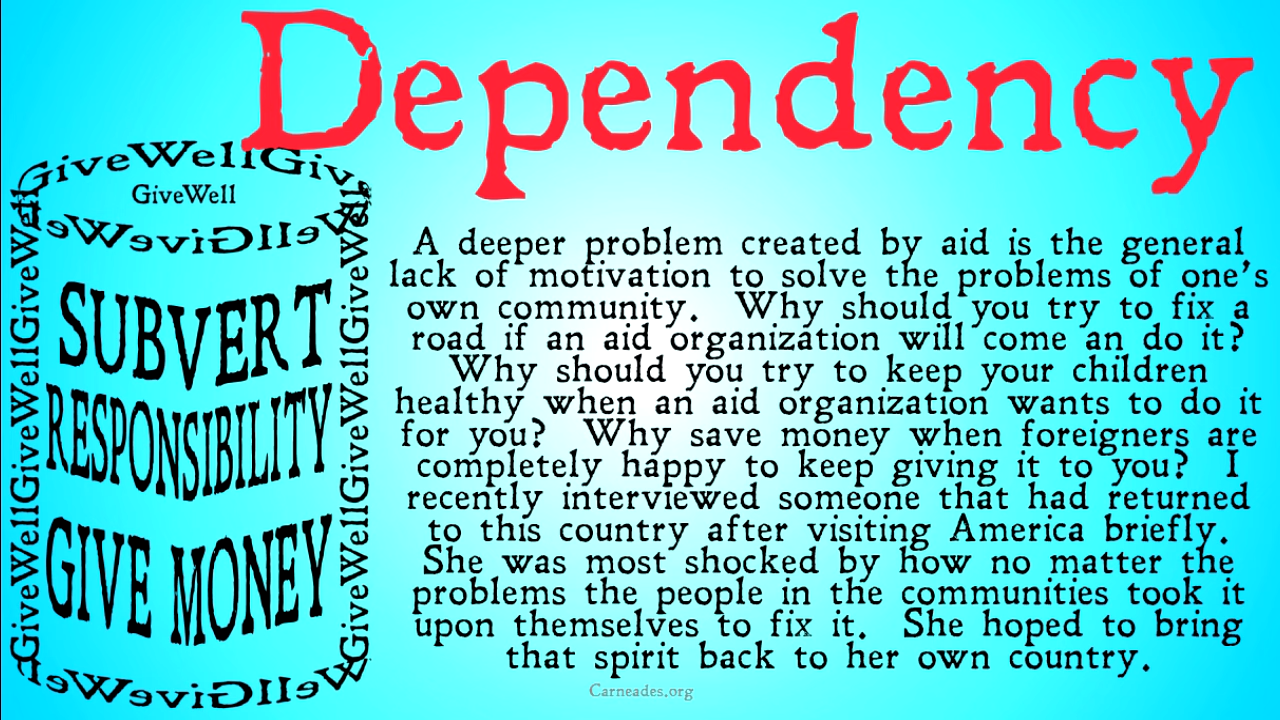 Dependency
GiveWellGiv
GiveWell
GiveWell
GiveWellGiveWellGiveWell
GiveWellGiveWellGiveWell
SUBVERT
RESPONSIBILITY
GIVE MONEY
GiveWell
A deeper problem created by aid is the general
lack of motivation to solve the problems of one's
own community. Why should you try to fix a
road if an aid organization will come an do it?
Why should you try to keep your children
healthy when an aid organization wants to do it
for you? Why save money when foreigners are
completely happy to keep giving it to you? I
recently interviewed someone that had returned
to this country after visiting America briefly.
She was most shocked by how no matter the
problems the people in the communities took it
upon themselves to fix it. She hoped to bring
that spirit back to her own country.
Carneades.org